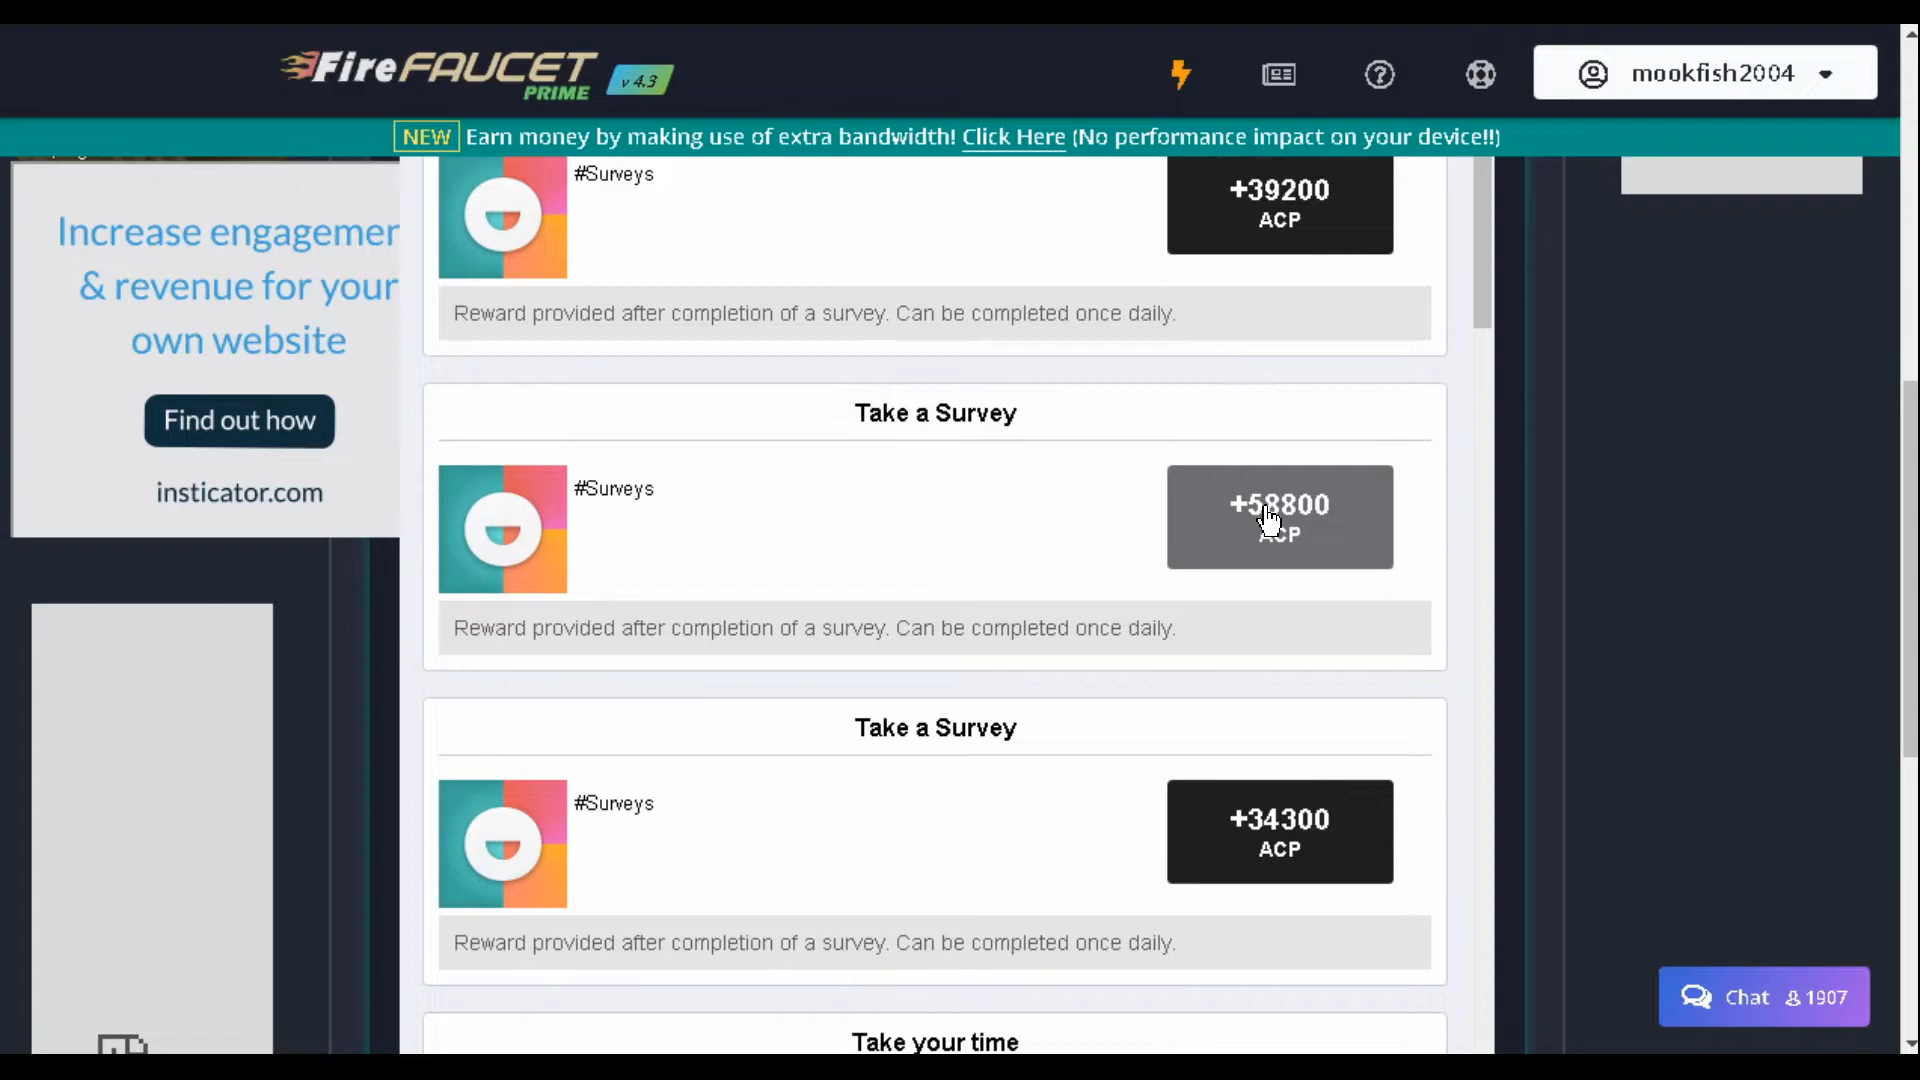 FireFAUCET
PRIME
v 4.3
mookfish2004
NEW Earn money by making use of extra bandwidth! Click Here (No performance impact on your device!!)
#Surveys
+39200
ACP
Reward provided after completion of a survey. Can be completed once daily.
Increase engagemen
& revenue for your
own website
Find out how
insticator.com
Take a Survey
#Surveys
+58800
ACP
Reward provided after completion of a survey. Can be completed once daily.
Take a Survey
#Surveys
+34300
ACP
Reward provided after completion of a survey. Can be completed once daily.
Take your time
Chat 1907